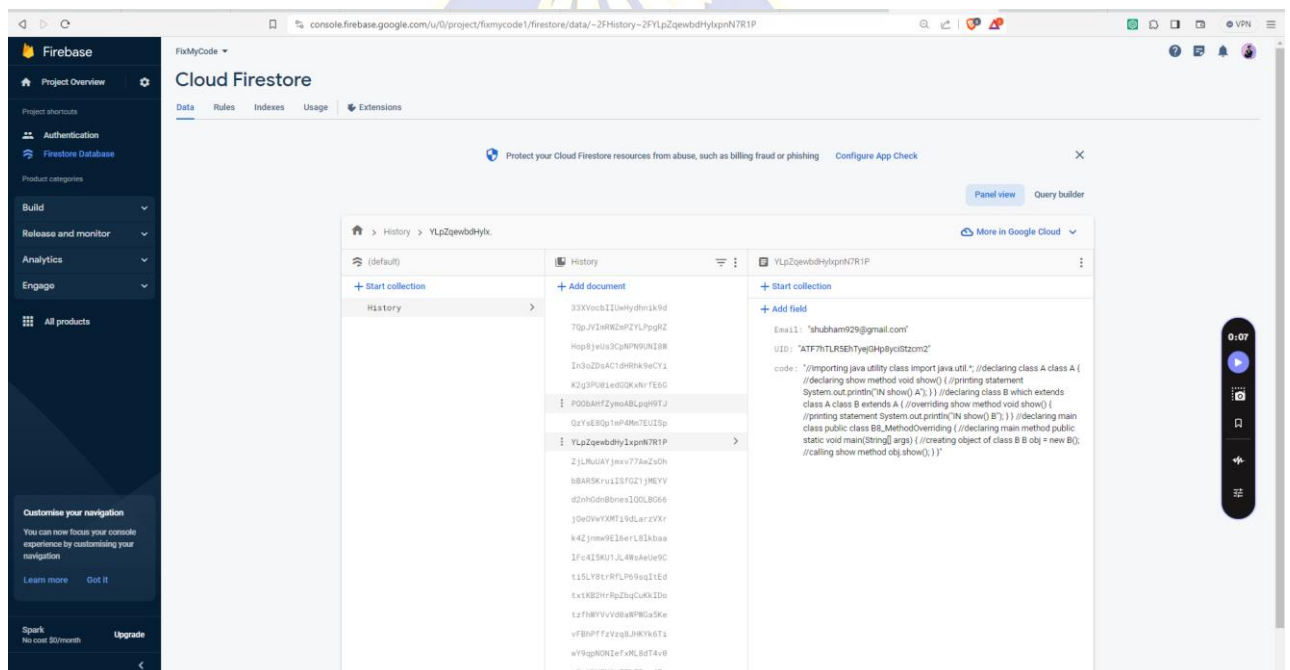 console.firebase.google.com/u/0/project/fixmycode1/firestore/data/~2FHistory~2FYLpZqewbdHylxpnN7R1P
VPN
Firebase
FixMyCode
Project Overview
Cloud Firestore
Project shortcuts
Data Rules Indexes Usage Extensions
Authentication
Firestore Database
Protect your Cloud Firestore resources from abuse, such as billing fraud or phishing Configure App Check
Product categories
Panel view Query builder
Build
Release and monitor
History > YLpZqewbdHylx.
More in Google Cloud
Analytics
(default) History YLpZqewbdHylxpnN7R1P
Engage
+ Start collection + Add document + Start collection
History
+ Add field
All products
Email: "shubham929@gmail.com"
UID: "ATF7hTLR5EhTyejGHp8yciStzcm2"
code: "//importing java utility class import java.util.*; //declaring class A class A {
//declaring show method void show() { //printing statement
System.out.println("IN show() A"); } } //declaring class B which extends
class A class B extends A { //overriding show method void show() {
//printing statement System.out.println("IN show() B"); } } //declaring main
class public class B8_MethodOverriding { //declaring main method public
static void main(String[] args) { //creating object of class B B obj = new B();
//calling show method obj.show(); } }"
33XVocbIIUwHydhnik9d
7QpJVImRWZmPZYLPpgRZ
Hop8jeUs3CpNPN9UNI8W
In3oZDsAC1dHRhk9eCYi
K2g3PU8iedGQKxNrfE6G
POObAHfZymoABLpqH9TJ
QzYsE8Qp1mP4Mm7EUISp
YLpZqewbdHylxpnN7R1P
ZjLMuUAYjmxv77AeZsOh
bBAR5KruiISfGZ1jMEYV
d2nhGdnBbneslQOLBG66
jOeOVwYXMTi9dLarzVXr
k4Zjnmw9El6erL8lkbaa
lFc4I5KU1JL4WsAeUe9C
ti5LY8trRfLP69sqItEd
txtKB2HrRpZbqCuKkIDo
tzfhWYVvVd0aWPWGa5Ke
vFBhPffzVzq8JHKYk6Ti
wY9qpNONIefxML8dT4v0
0:07
Customise your navigation
You can now focus your console
experience by customising your
navigation
Learn more Got it
Spark
No cost $0/month
Upgrade